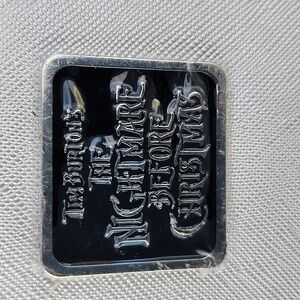 TIM BURTON'S
THE
NIGHTMARE
BEFORE
CHRISTMAS